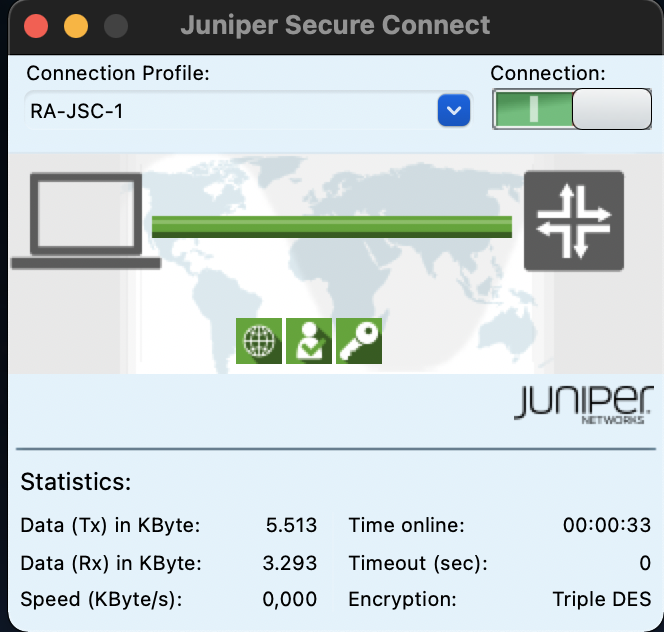 Juniper Secure Connect
Connection Profile:
Connection:
RA-JSC-1
JUNIPER
NETWORKS
Statistics:
Data (Tx) in KByte: 5.513 Time online: 00:00:33
Data (Rx) in KByte: 3.293 Timeout (sec): 0
Speed (KByte/s): 0,000 Encryption: Triple DES